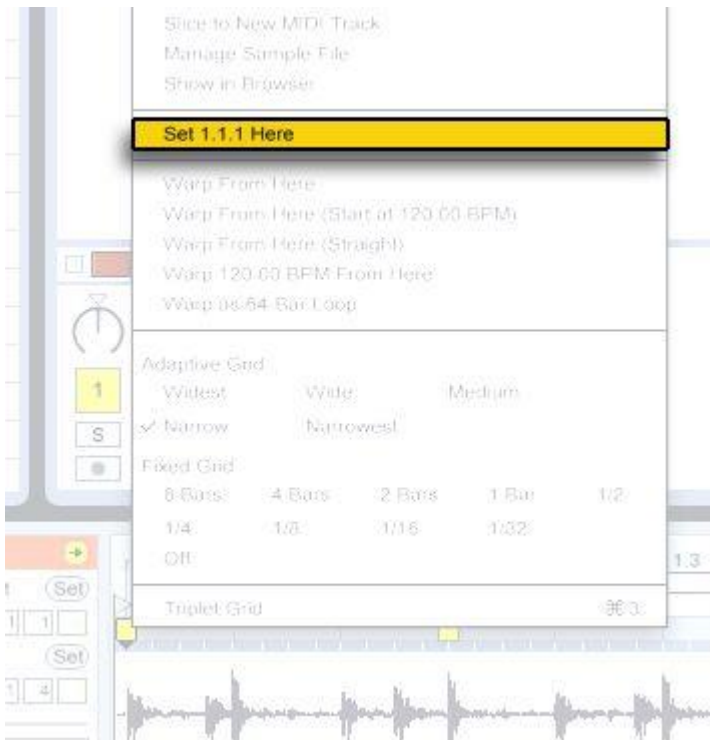 Slice to New MIDI Track
Manage Sample File
Show in Browser
Set 1.1.1 Here
Warp From Here
Warp From Here (Start at 120.00 BPM)
Warp From Here (Straight)
Warp 120.00 BPM From Here
Warp as 64 Bar Loop
Adaptive Grid
Widest Wide Medium
✓ Narrow Narrowest
Fixed Grid
8 Bars 4 Bars 2 Bars 1 Bar 1/2
1/4 1/8 1/16 1/32
Off
Triplet Grid ⌘3
1
S
1.3
Set
1 1
Set
4